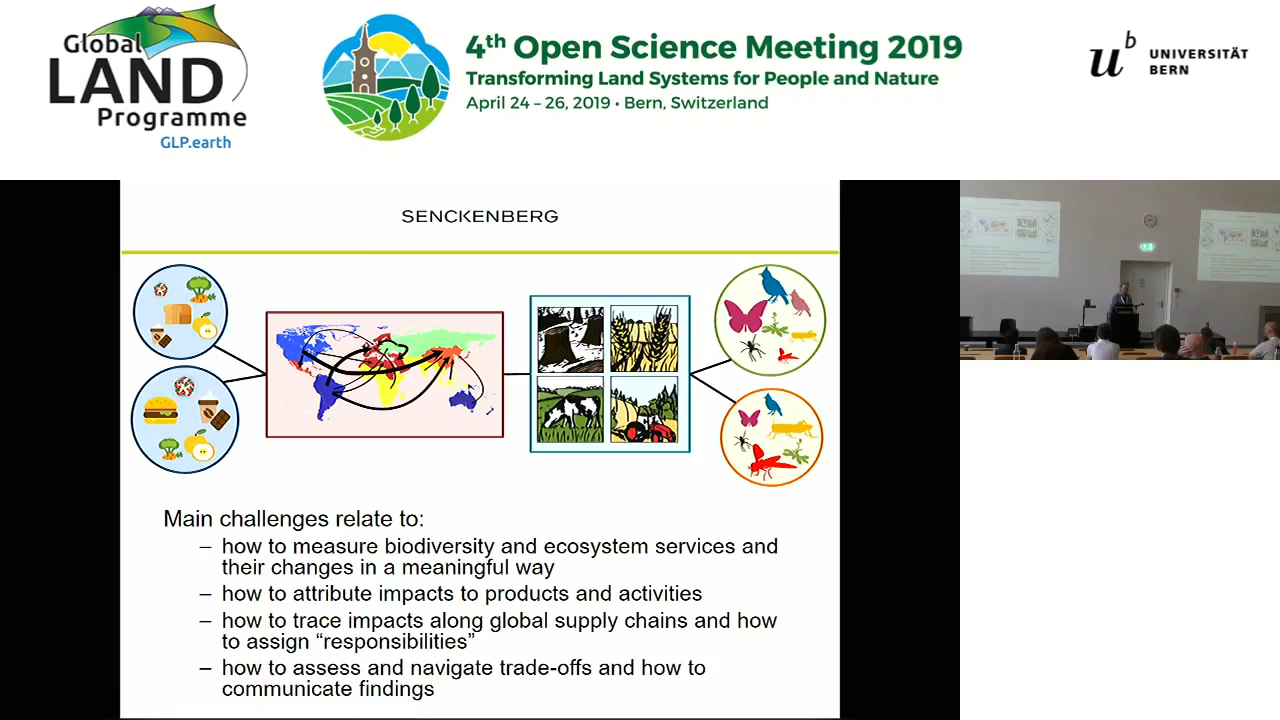 Global
LAND
Programme
GLP.earth
4th Open Science Meeting 2019
Transforming Land Systems for People and Nature
April 24 – 26, 2019 • Bern, Switzerland
u b
UNIVERSITÄT
BERN
SENCKENBERG
Main challenges relate to:
– how to measure biodiversity and ecosystem services and
their changes in a meaningful way
– how to attribute impacts to products and activities
– how to trace impacts along global supply chains and how
to assign “responsibilities”
– how to assess and navigate trade-offs and how to
communicate findings